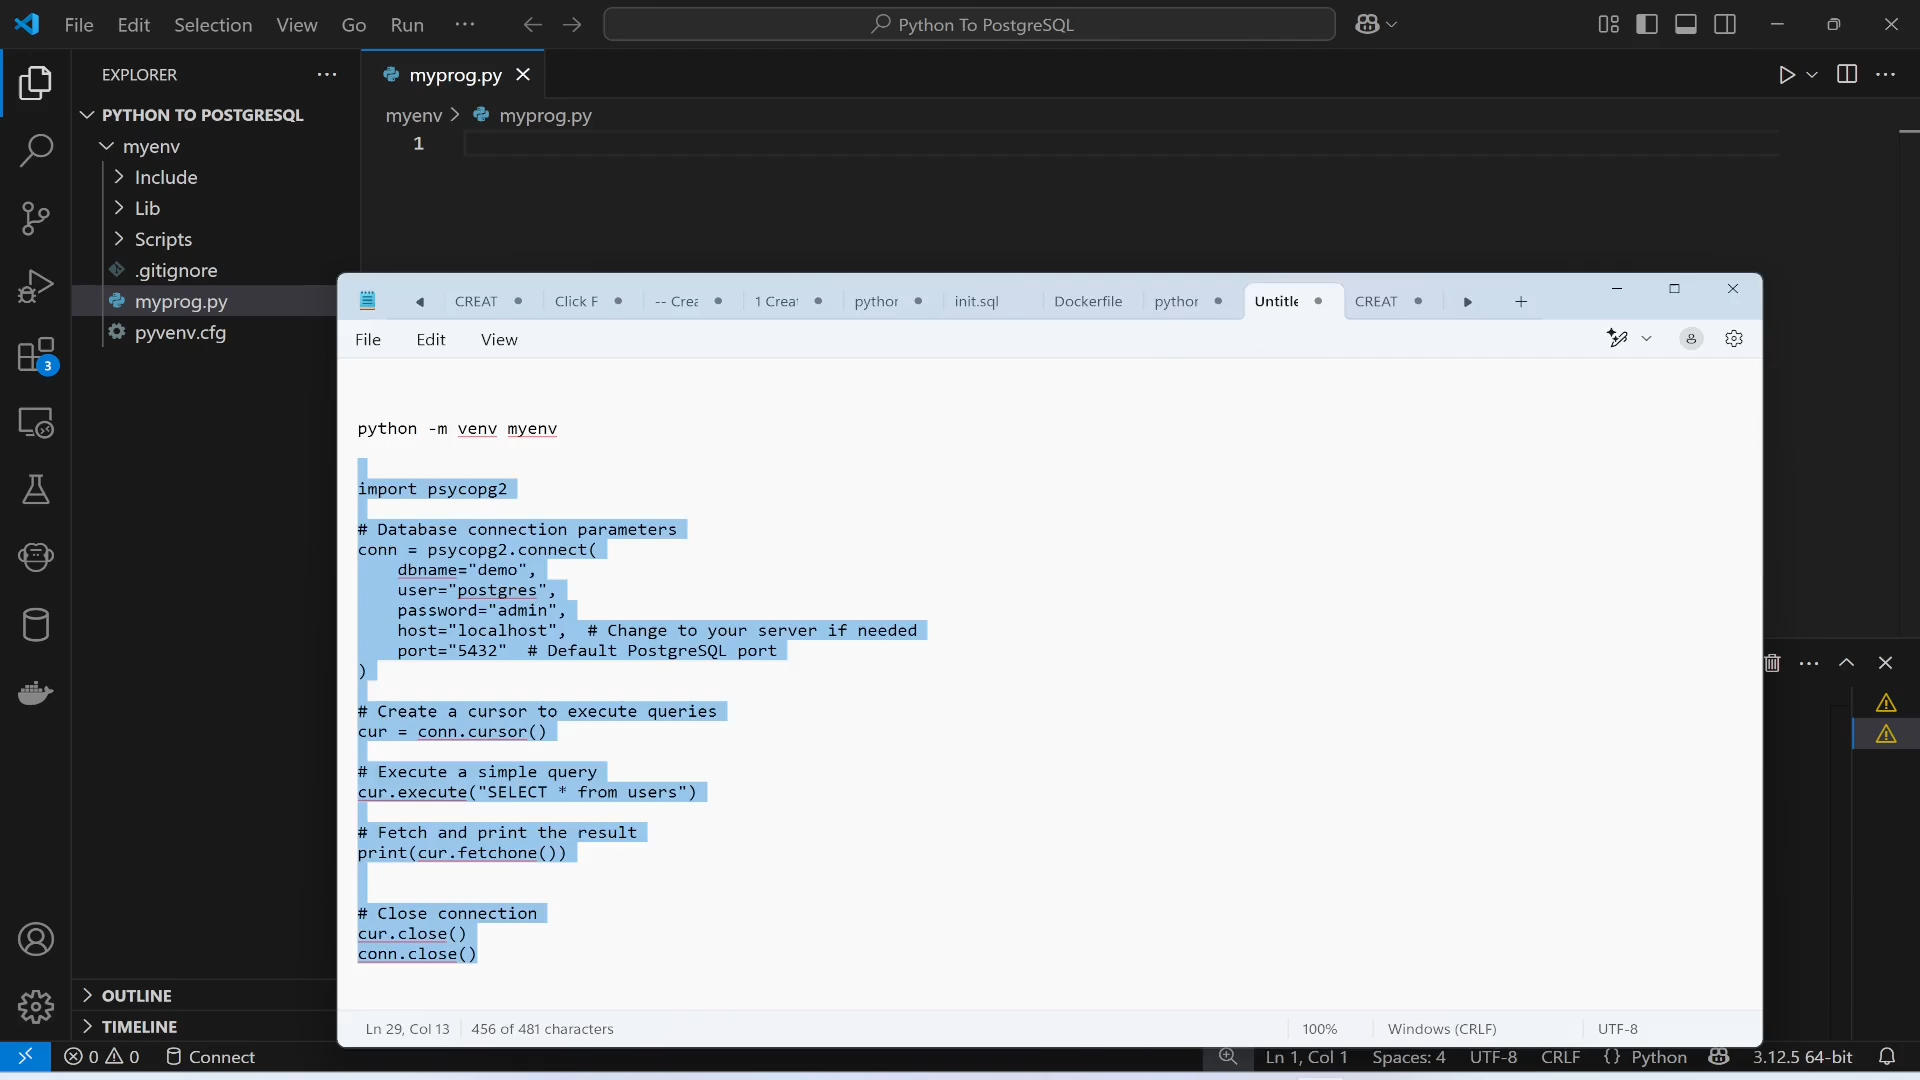 File Edit Selection View Go Run
Python To PostgreSQL
EXPLORER
myprog.py
PYTHON TO POSTGRESQL
myenv > myprog.py
1
myenv
Include
Lib
Scripts
.gitignore
myprog.py
pyvenv.cfg
3
CREAT Click F -- Crea 1 Creat python init.sql Dockerfile python Untitle CREAT
File Edit View
python -m venv myenv
import psycopg2
# Database connection parameters
conn = psycopg2.connect(
dbname="demo",
user="postgres",
password="admin",
host="localhost",  # Change to your server if needed
port="5432"  # Default PostgreSQL port
)
# Create a cursor to execute queries
cur = conn.cursor()
# Execute a simple query
cur.execute("SELECT * from users")
# Fetch and print the result
print(cur.fetchone())
# Close connection
cur.close()
conn.close()
OUTLINE
TIMELINE
Ln 29, Col 13 456 of 481 characters 100% Windows (CRLF) UTF-8
0 0 Connect Ln 1, Col 1 Spaces: 4 UTF-8 CRLF {} Python 3.12.5 64-bit